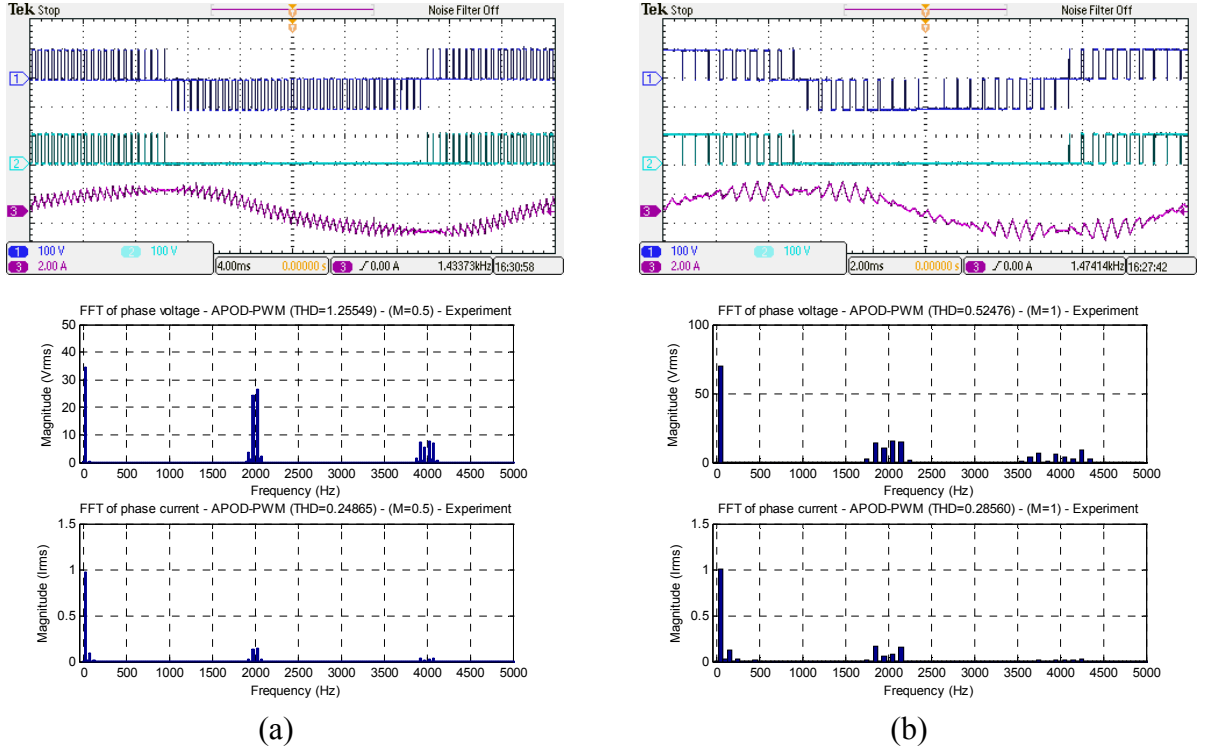 Tek Stop
Noise Filter Off
1
2
3
1 100 V 2 100 V
3 2.00 A
4.00ms 0.00000 s
3 0.00 A
1.43373kHz
16:30:58
FFT of phase voltage - APOD-PWM (THD=1.25549) - (M=0.5) - Experiment
Magnitude (Vrms)
50
40
30
20
10
0
0 500 1000 1500 2000 2500 3000 3500 4000 4500 5000
Frequency (Hz)
FFT of phase current - APOD-PWM (THD=0.24865) - (M=0.5) - Experiment
Magnitude (Irms)
1.5
1
0.5
0
0 500 1000 1500 2000 2500 3000 3500 4000 4500 5000
Frequency (Hz)
(a)
Tek Stop
Noise Filter Off
1
2
3
1 100 V 2 100 V
3 2.00 A
2.00ms 0.00000 s
3 0.00 A
1.47414kHz
16:27:42
FFT of phase voltage - APOD-PWM (THD=0.52476) - (M=1) - Experiment
Magnitude (Vrms)
100
50
0
0 500 1000 1500 2000 2500 3000 3500 4000 4500 5000
Frequency (Hz)
FFT of phase current - APOD-PWM (THD=0.28560) - (M=1) - Experiment
Magnitude (Irms)
1.5
1
0.5
0
0 500 1000 1500 2000 2500 3000 3500 4000 4500 5000
Frequency (Hz)
(b)